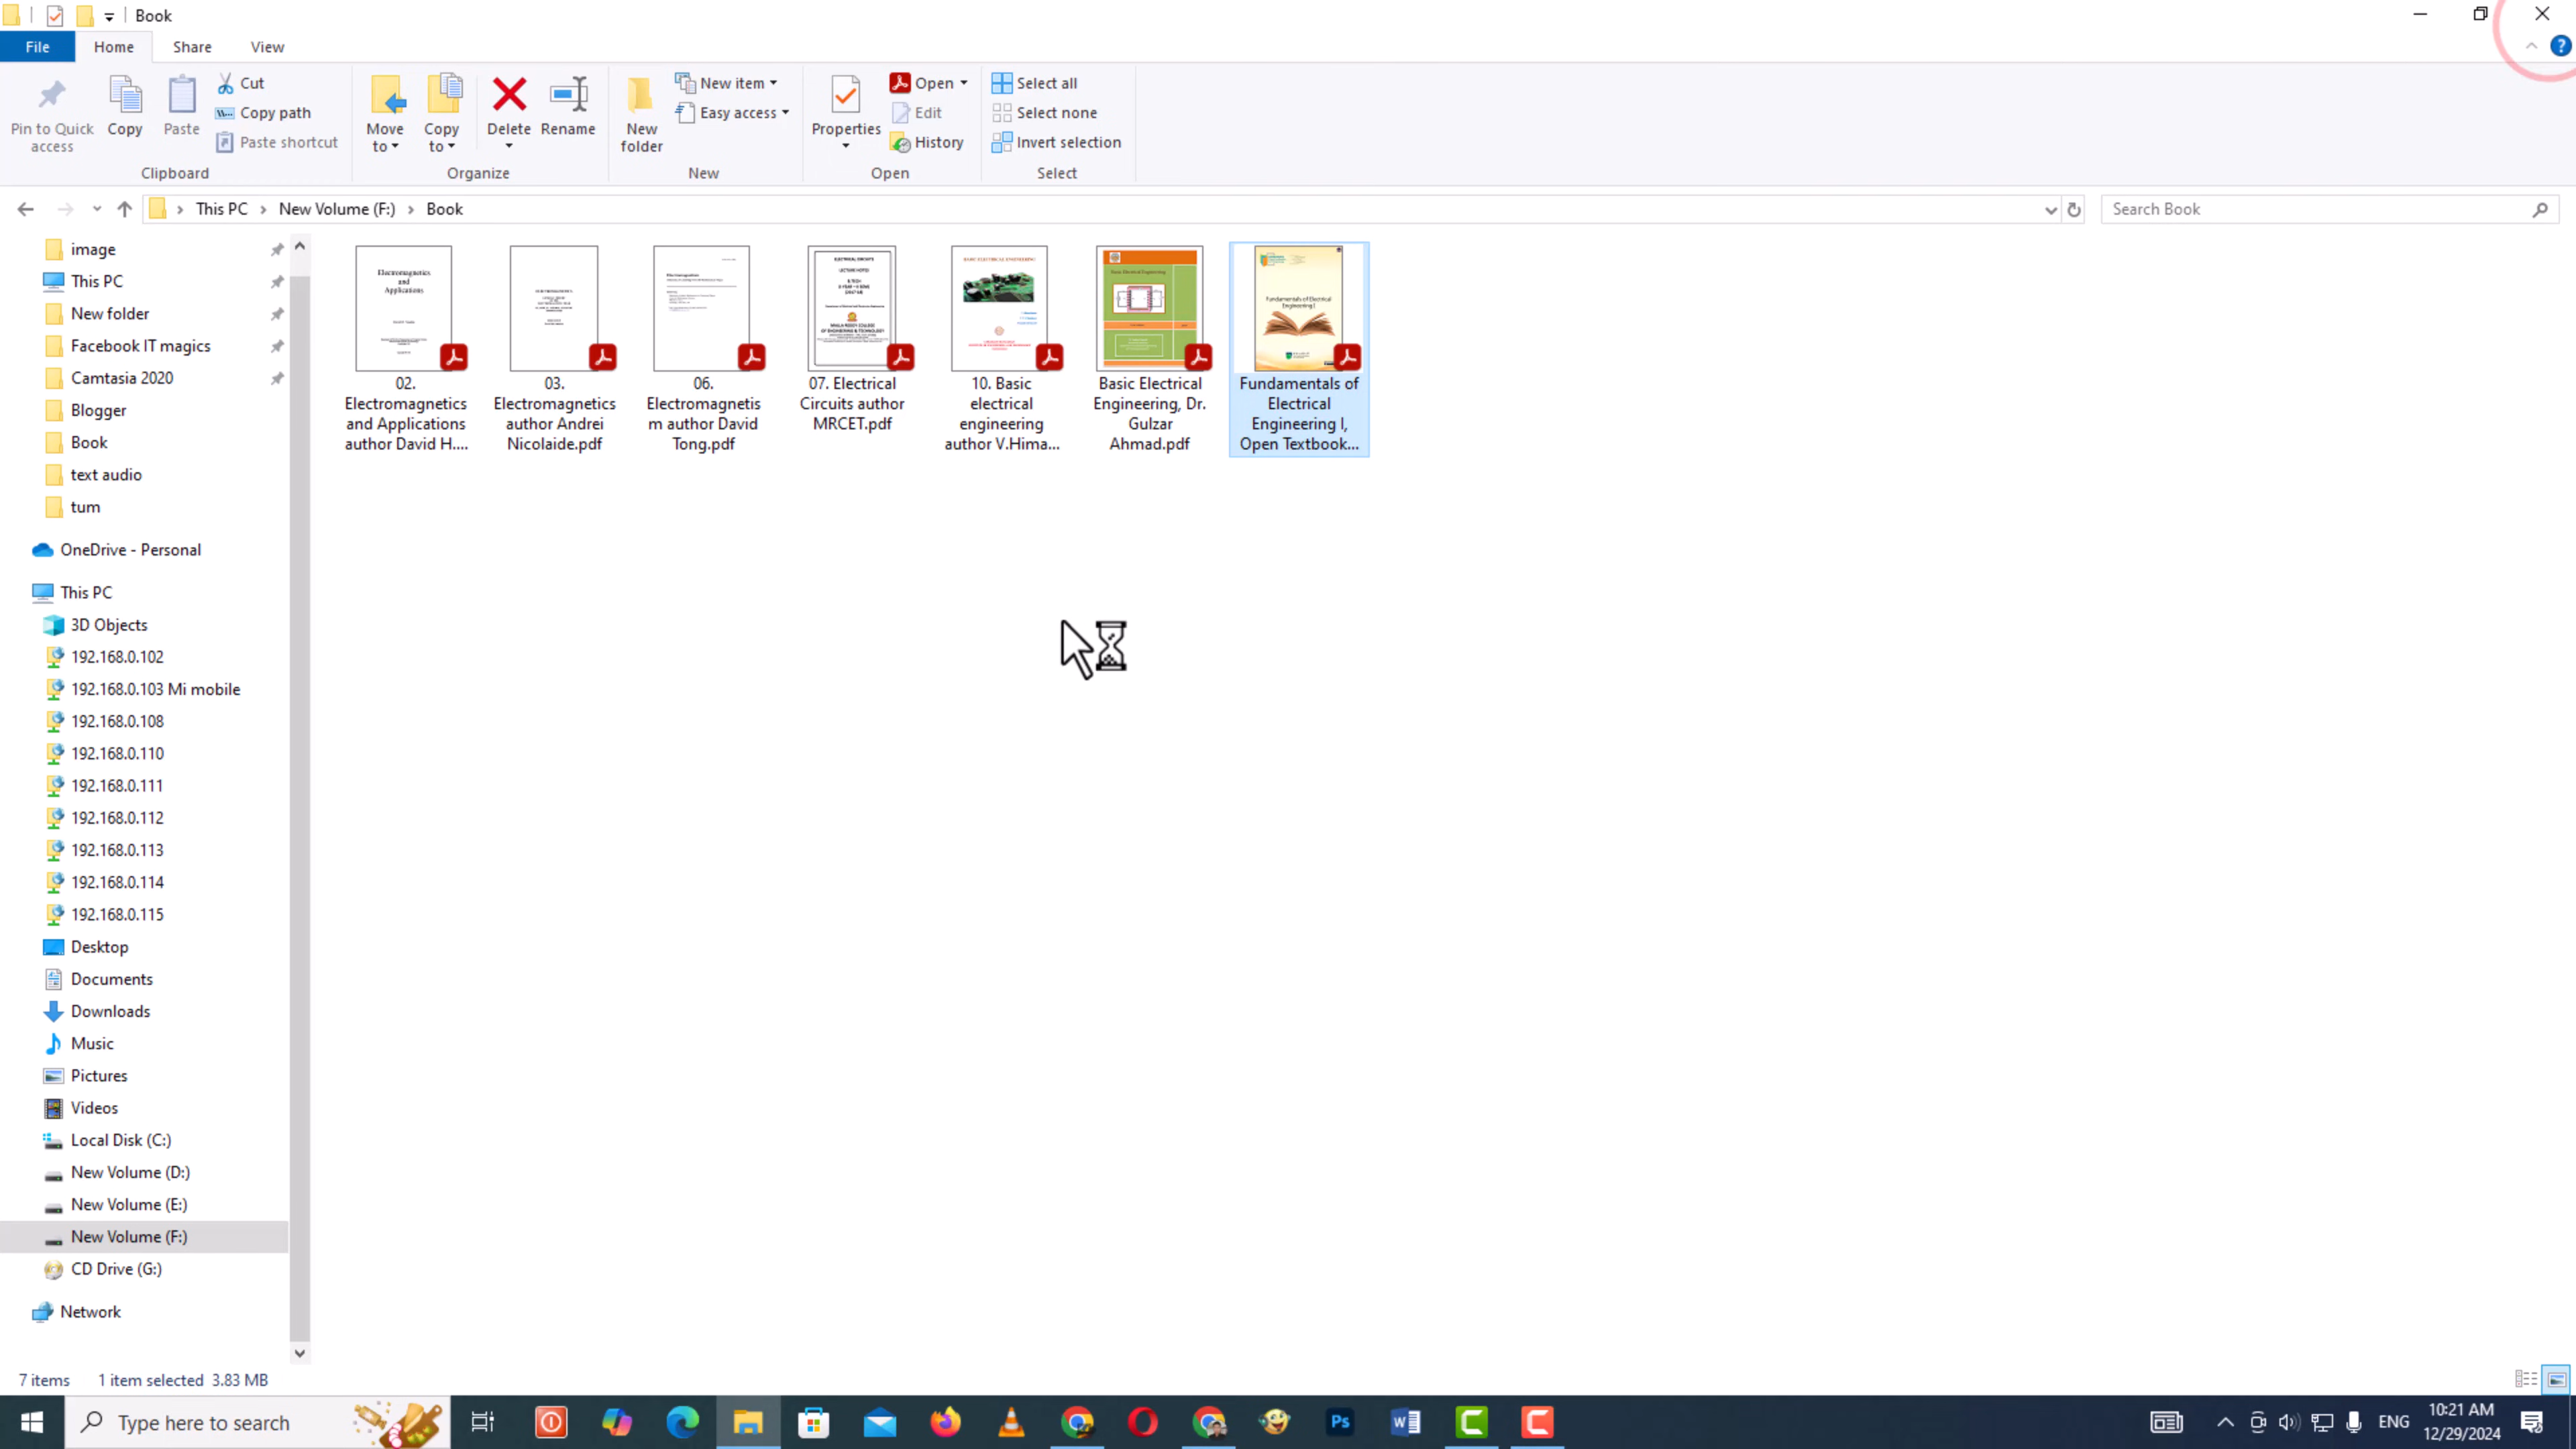 Book
File Home Share View
Pin to Quick access
Copy
Paste
Cut
Copy path
Paste shortcut
Clipboard
Move to
Copy to
Delete
Rename
Organize
New folder
New item
Easy access
New
Properties
Open
Edit
History
Open
Select all
Select none
Invert selection
Select
This PC > New Volume (F:) > Book
Search Book
image
This PC
New folder
Facebook IT magics
Camtasia 2020
Blogger
Book
text audio
tum
OneDrive - Personal
This PC
3D Objects
192.168.0.102
192.168.0.103 Mi mobile
192.168.0.108
192.168.0.110
192.168.0.111
192.168.0.112
192.168.0.113
192.168.0.114
192.168.0.115
Desktop
Documents
Downloads
Music
Pictures
Videos
Local Disk (C:)
New Volume (D:)
New Volume (E:)
New Volume (F:)
CD Drive (G:)
Network
Electromagnetics
and
Applications
02.
Electromagnetics
and Applications
author David H....
03.
Electromagnetics
author Andrei
Nicolaide.pdf
06.
Electromagnetis
m author David
Tong.pdf
07. Electrical
Circuits author
MRCET.pdf
10. Basic
electrical
engineering
author V.Hima...
Basic Electrical
Engineering, Dr.
Gulzar
Ahmad.pdf
Fundamentals of Electrical
Engineering I
Fundamentals of
Electrical
Engineering I,
Open Textbook...
7 items 1 item selected 3.83 MB
Type here to search
Ps
ENG
10:21 AM
12/29/2024